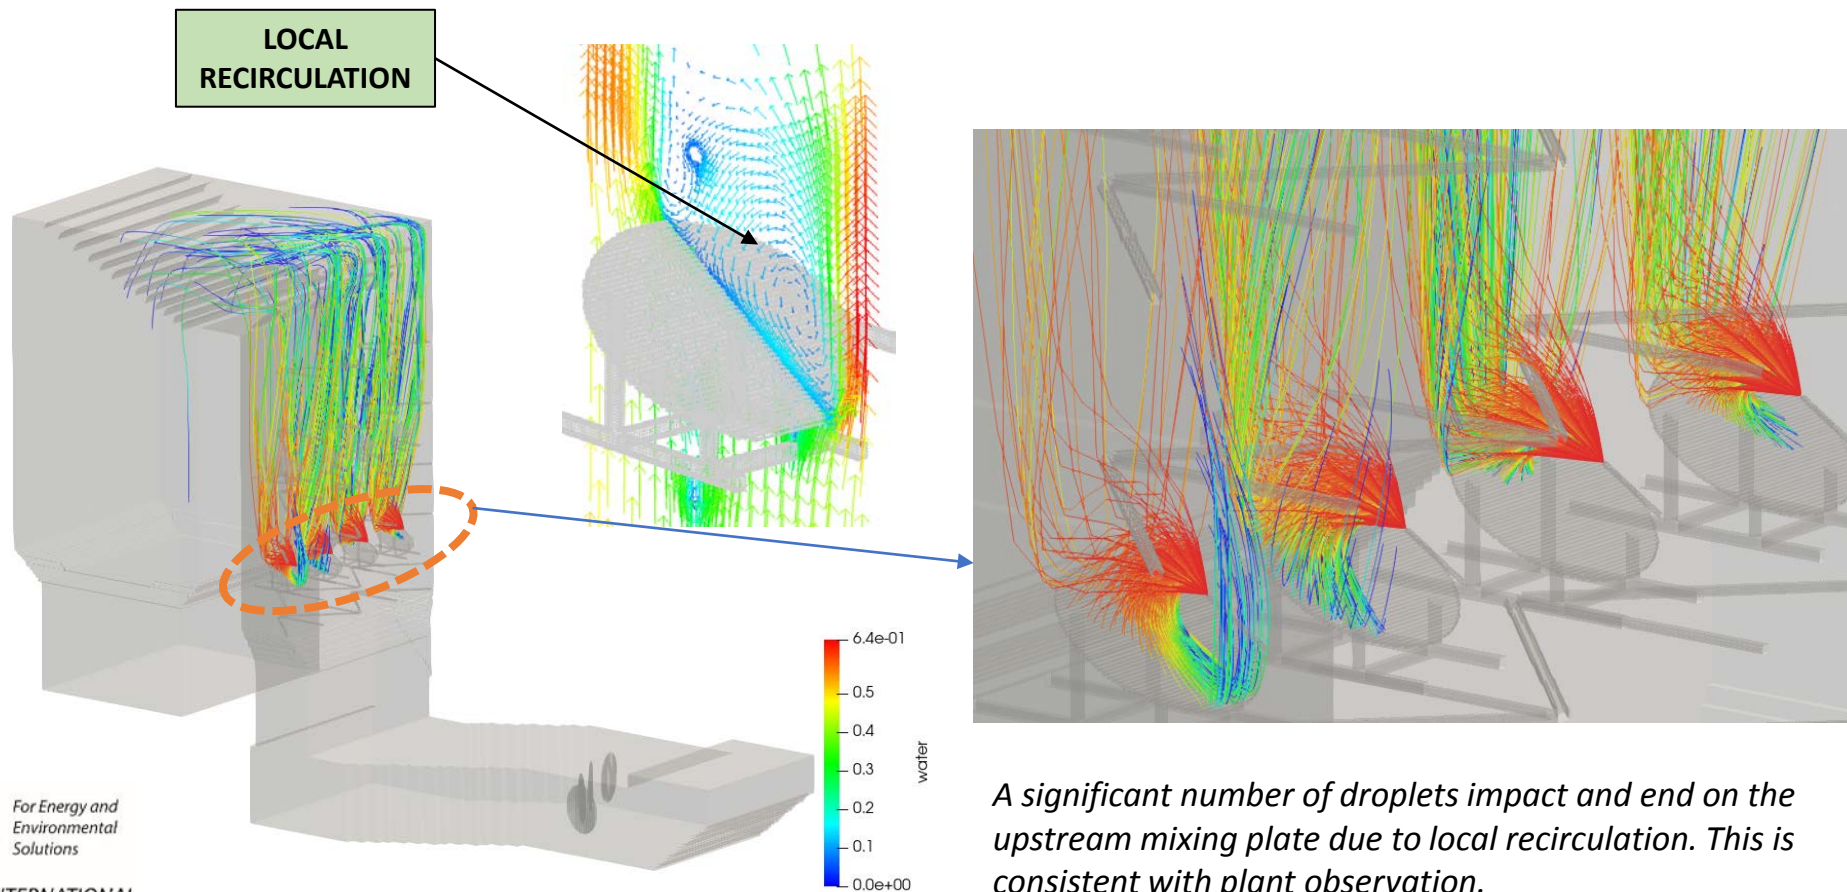 LOCAL
RECIRCULATION
6.4e-01
0.5
0.4
0.3
0.2
0.1
0.0e+00
water
For Energy and
Environmental
Solutions
INTERNATIONAL
A significant number of droplets impact and end on the
upstream mixing plate due to local recirculation. This is
consistent with plant observation.